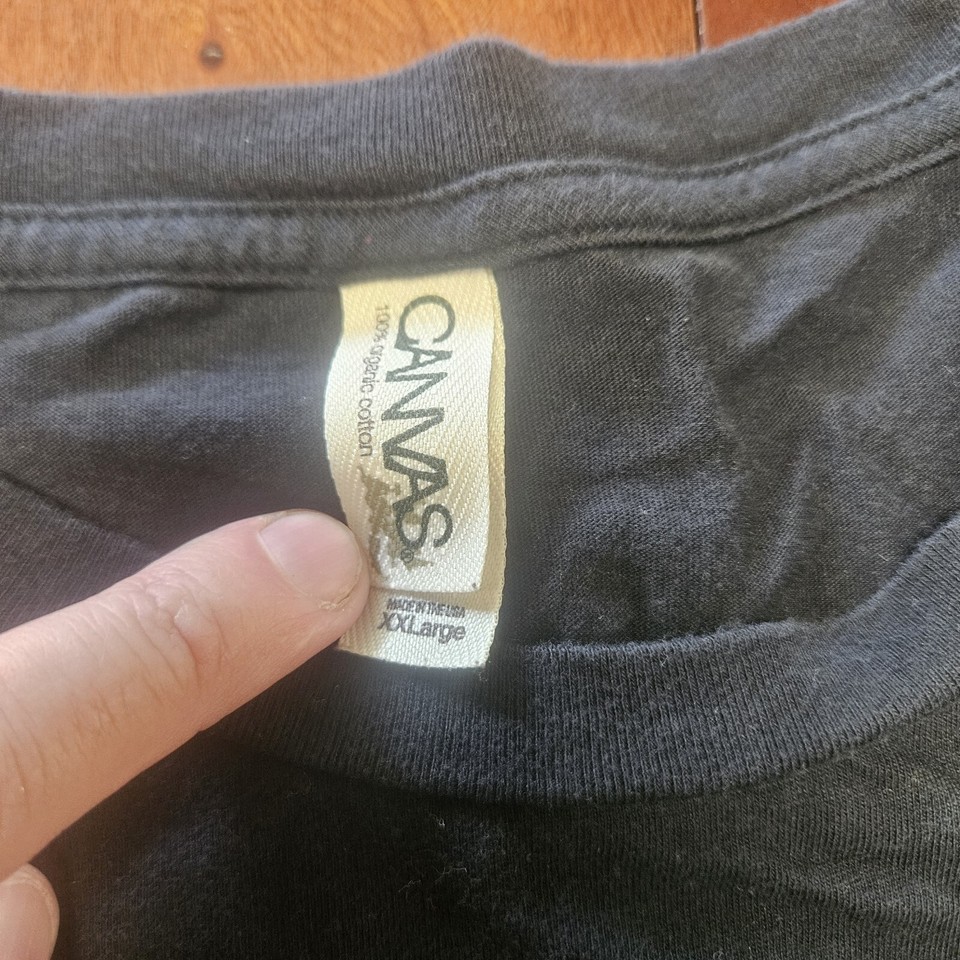 CANVAS®
100% organic cotton
MADE IN THE USA
XXLarge